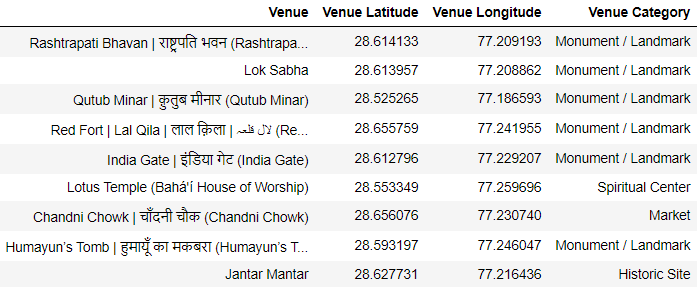 Venue Venue Latitude Venue Longitude Venue Category
Rashtrapati Bhavan | राष्ट्रपति भवन (Rashtrapa... 28.614133 77.209193 Monument / Landmark
Lok Sabha 28.613957 77.208862 Monument / Landmark
Qutub Minar | क़ुतुब मीनार (Qutub Minar) 28.525265 77.186593 Monument / Landmark
Red Fort | Lal Qila | लाल क़िला | لال قلعہ (Re... 28.655759 77.241955 Monument / Landmark
India Gate | इंडिया गेट (India Gate) 28.612796 77.229207 Monument / Landmark
Lotus Temple (Bahá'í House of Worship) 28.553349 77.259696 Spiritual Center
Chandni Chowk | चाँदनी चौक (Chandni Chowk) 28.656076 77.230740 Market
Humayun’s Tomb | हुमायूँ का मकबरा (Humayun’s T... 28.593197 77.246047 Monument / Landmark
Jantar Mantar 28.627731 77.216436 Historic Site